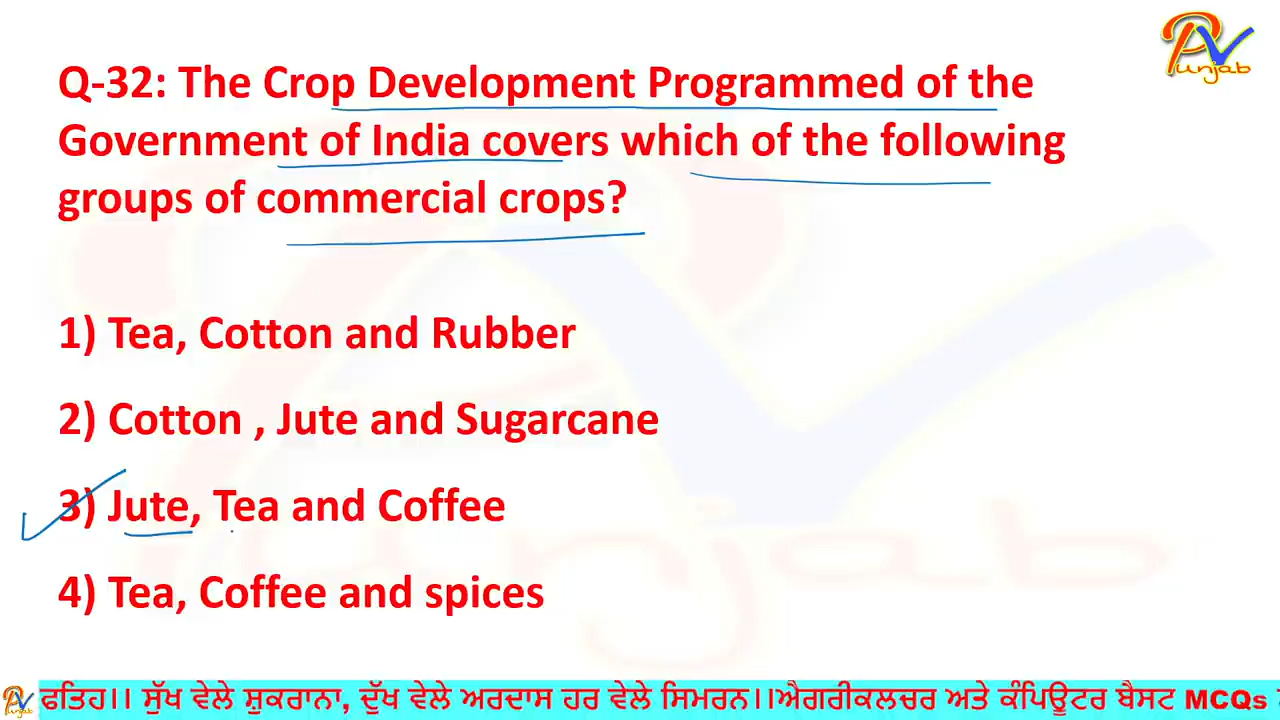 Punjab
Q-32: The Crop Development Programmed of the
Government of India covers which of the following
groups of commercial crops?
1) Tea, Cotton and Rubber
2) Cotton , Jute and Sugarcane
3) Jute, Tea and Coffee
4) Tea, Coffee and spices
ਫਤਿਹ।। ਸੁੱਖ ਵੇਲੇ ਸ਼ੁਕਰਾਨਾ, ਦੁੱਖ ਵੇਲੇ ਅਰਦਾਸ ਹਰ ਵੇਲੇ ਸਿਮਰਨ।।ਐਗਰੀਕਲਚਰ ਅਤੇ ਕੰਪਿਊਟਰ ਬੈਸਟ MCQs